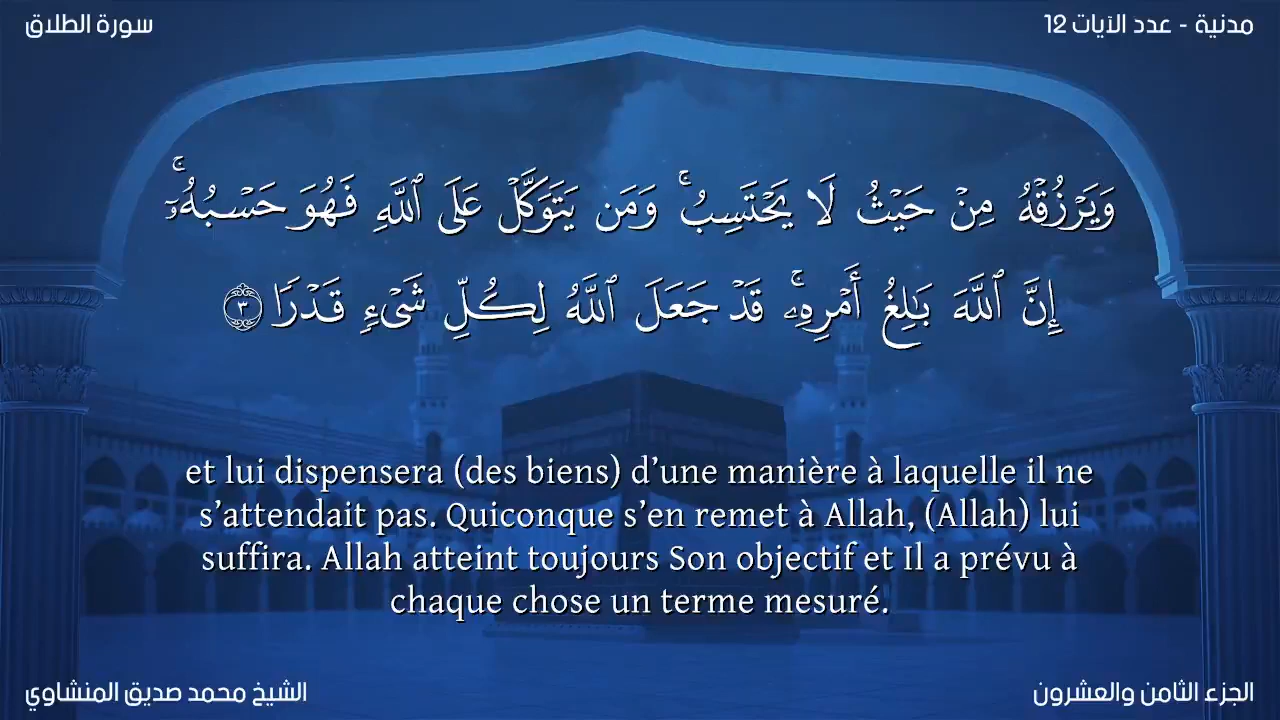 مدنية - عدد الآيات 12
سورة الطلاق
وَيَرْزُقْهُ مِنْ حَيْثُ لَا يَحْتَسِبُ ۚ وَمَن يَتَوَكَّلْ عَلَى ٱللَّهِ فَهُوَ حَسْبُهُۥٓ ۚ
إِنَّ ٱللَّهَ بَٰلِغُ أَمْرِهِۦ ۚ قَدْ جَعَلَ ٱللَّهُ لِكُلِّ شَىْءٍ قَدْرًا ٣
et lui dispensera (des biens) d’une manière à laquelle il ne
s’attendait pas. Quiconque s’en remet à Allah, (Allah) lui
suffira. Allah atteint toujours Son objectif et Il a prévu à
chaque chose un terme mesuré.
الجزء الثامن والعشرون
الشيخ محمد صديق المنشاوي